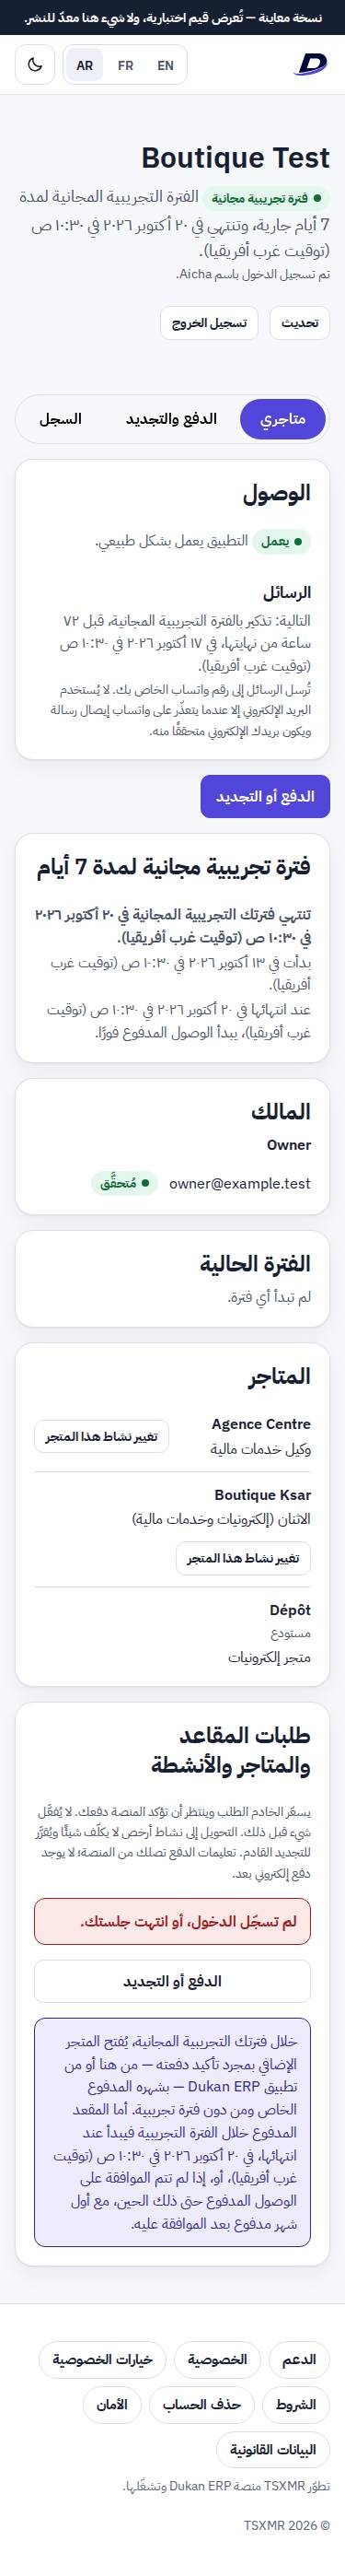 نسخة معاينة — تُعرض قيم اختبارية، ولا شيء هنا معدّ للنشر.
D
EN FR AR
Boutique Test
فترة تجريبية مجانية الفترة التجريبية المجانية لمدة
7 أيام جارية، وتنتهي في ٢٠ أكتوبر ٢٠٢٦ في ١٠:٣٠ ص
(توقيت غرب أفريقيا).
تم تسجيل الدخول باسم Aicha.
تحديث تسجيل الخروج
متاجري الدفع والتجديد السجل
الوصول
يعمل التطبيق يعمل بشكل طبيعي.
الرسائل
التالية: تذكير بالفترة التجريبية المجانية، قبل ٧٢
ساعة من نهايتها، في ١٧ أكتوبر ٢٠٢٦ في ١٠:٣٠ ص
(توقيت غرب أفريقيا).
تُرسل الرسائل إلى رقم واتساب الخاص بك. لا يُستخدم
البريد الإلكتروني إلا عندما يتعذّر على واتساب إيصال رسالة
ويكون بريدك الإلكتروني متحققًا منه.
الدفع أو التجديد
فترة تجريبية مجانية لمدة 7 أيام
تنتهي فترتك التجريبية المجانية في ٢٠ أكتوبر ٢٠٢٦
في ١٠:٣٠ ص (توقيت غرب أفريقيا).
بدأت في ١٣ أكتوبر ٢٠٢٦ في ١٠:٣٠ ص (توقيت غرب
أفريقيا).
عند انتهائها في ٢٠ أكتوبر ٢٠٢٦ في ١٠:٣٠ ص (توقيت
غرب أفريقيا)، يبدأ الوصول المدفوع فورًا.
المالك
Owner
owner@example.test مُتحقَّق
الفترة الحالية
لم تبدأ أي فترة.
المتاجر
Agence Centre
وكيل خدمات مالية
تغيير نشاط هذا المتجر
Boutique Ksar
الاثنان (إلكترونيات وخدمات مالية)
تغيير نشاط هذا المتجر
Dépôt
مستودع
متجر إلكترونيات
طلبات المقاعد
والمتاجر والأنشطة
يسعّر الخادم الطلب وينتظر أن تؤكد المنصة دفعك. لا يُفعَّل
شيء قبل ذلك. التحويل إلى نشاط أرخص لا يكلّف شيئًا ويُقرَّر
للتجديد القادم. تعليمات الدفع تصلك من المنصة؛ لا يوجد
دفع إلكتروني بعد.
لم تسجّل الدخول، أو انتهت جلستك.
الدفع أو التجديد
خلال فترتك التجريبية المجانية، يُفتح المتجر
الإضافي بمجرد تأكيد دفعته — من هنا أو من
تطبيق Dukan ERP — بشهره المدفوع
الخاص ومن دون فترة تجريبية. أما المقعد
المدفوع خلال الفترة التجريبية فيبدأ عند
انتهائها، في ٢٠ أكتوبر ٢٠٢٦ في ١٠:٣٠ ص (توقيت
غرب أفريقيا)، أو، إذا لم تتم الموافقة على
الوصول المدفوع حتى ذلك الحين، مع أول
شهر مدفوع بعد الموافقة عليه.
الدعم الخصوصية خيارات الخصوصية
الشروط حذف الحساب الأمان
البيانات القانونية
تطوّر TSXMR منصة Dukan ERP وتشغّلها.
© 2026 TSXMR